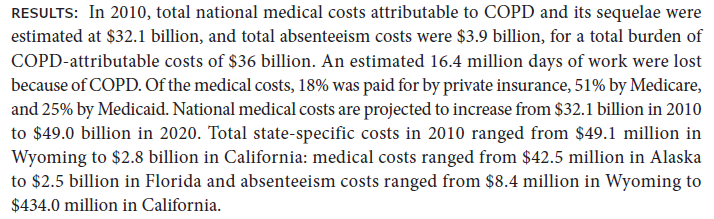 RESULTS: In 2010, total national medical costs attributable to COPD and its sequelae were
estimated at $32.1 billion, and total absenteeism costs were $3.9 billion, for a total burden of
COPD-attributable costs of $36 billion. An estimated 16.4 million days of work were lost
because of COPD. Of the medical costs, 18% was paid for by private insurance, 51% by Medicare,
and 25% by Medicaid. National medical costs are projected to increase from $32.1 billion in 2010
to $49.0 billion in 2020. Total state-specific costs in 2010 ranged from $49.1 million in
Wyoming to $2.8 billion in California: medical costs ranged from $42.5 million in Alaska
to $2.5 billion in Florida and absenteeism costs ranged from $8.4 million in Wyoming to
$434.0 million in California.